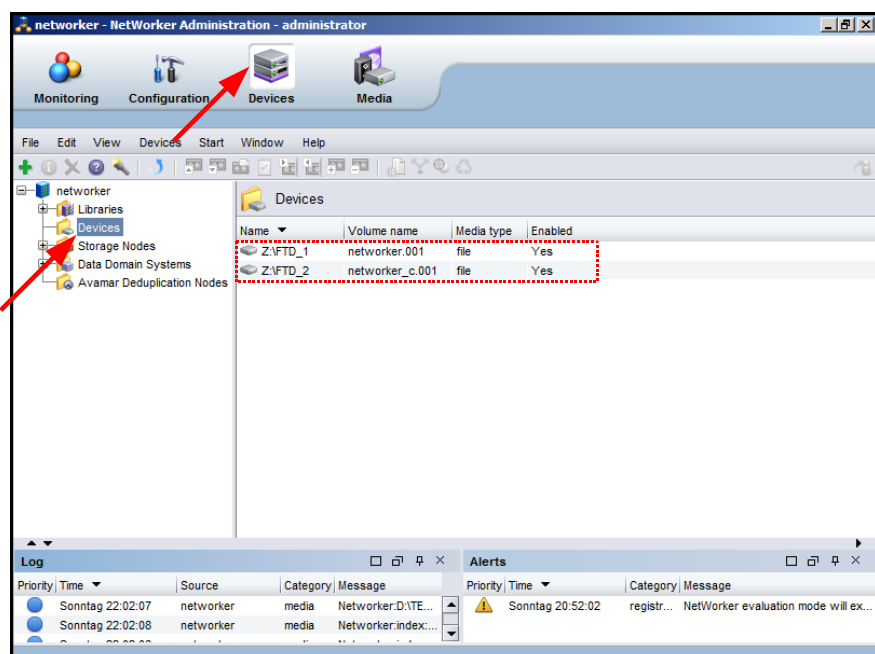 networker - NetWorker Administration - administrator
Monitoring Configuration Devices Media
File Edit View Devices Start Window Help
networker
Libraries
Devices
Storage Nodes
Data Domain Systems
Avamar Deduplication Nodes
Devices
Name Volume name Media type Enabled
Z:\FTD_1 networker.001 file Yes
Z:\FTD_2 networker_c.001 file Yes
Log
Priority Time Source Category Message
Sonntag 22:02:07 networker media Networker:D:\TE...
Sonntag 22:02:08 networker media Networker:index:...
Alerts
Priority Time Category Message
Sonntag 20:52:02 registr... NetWorker evaluation mode will ex...